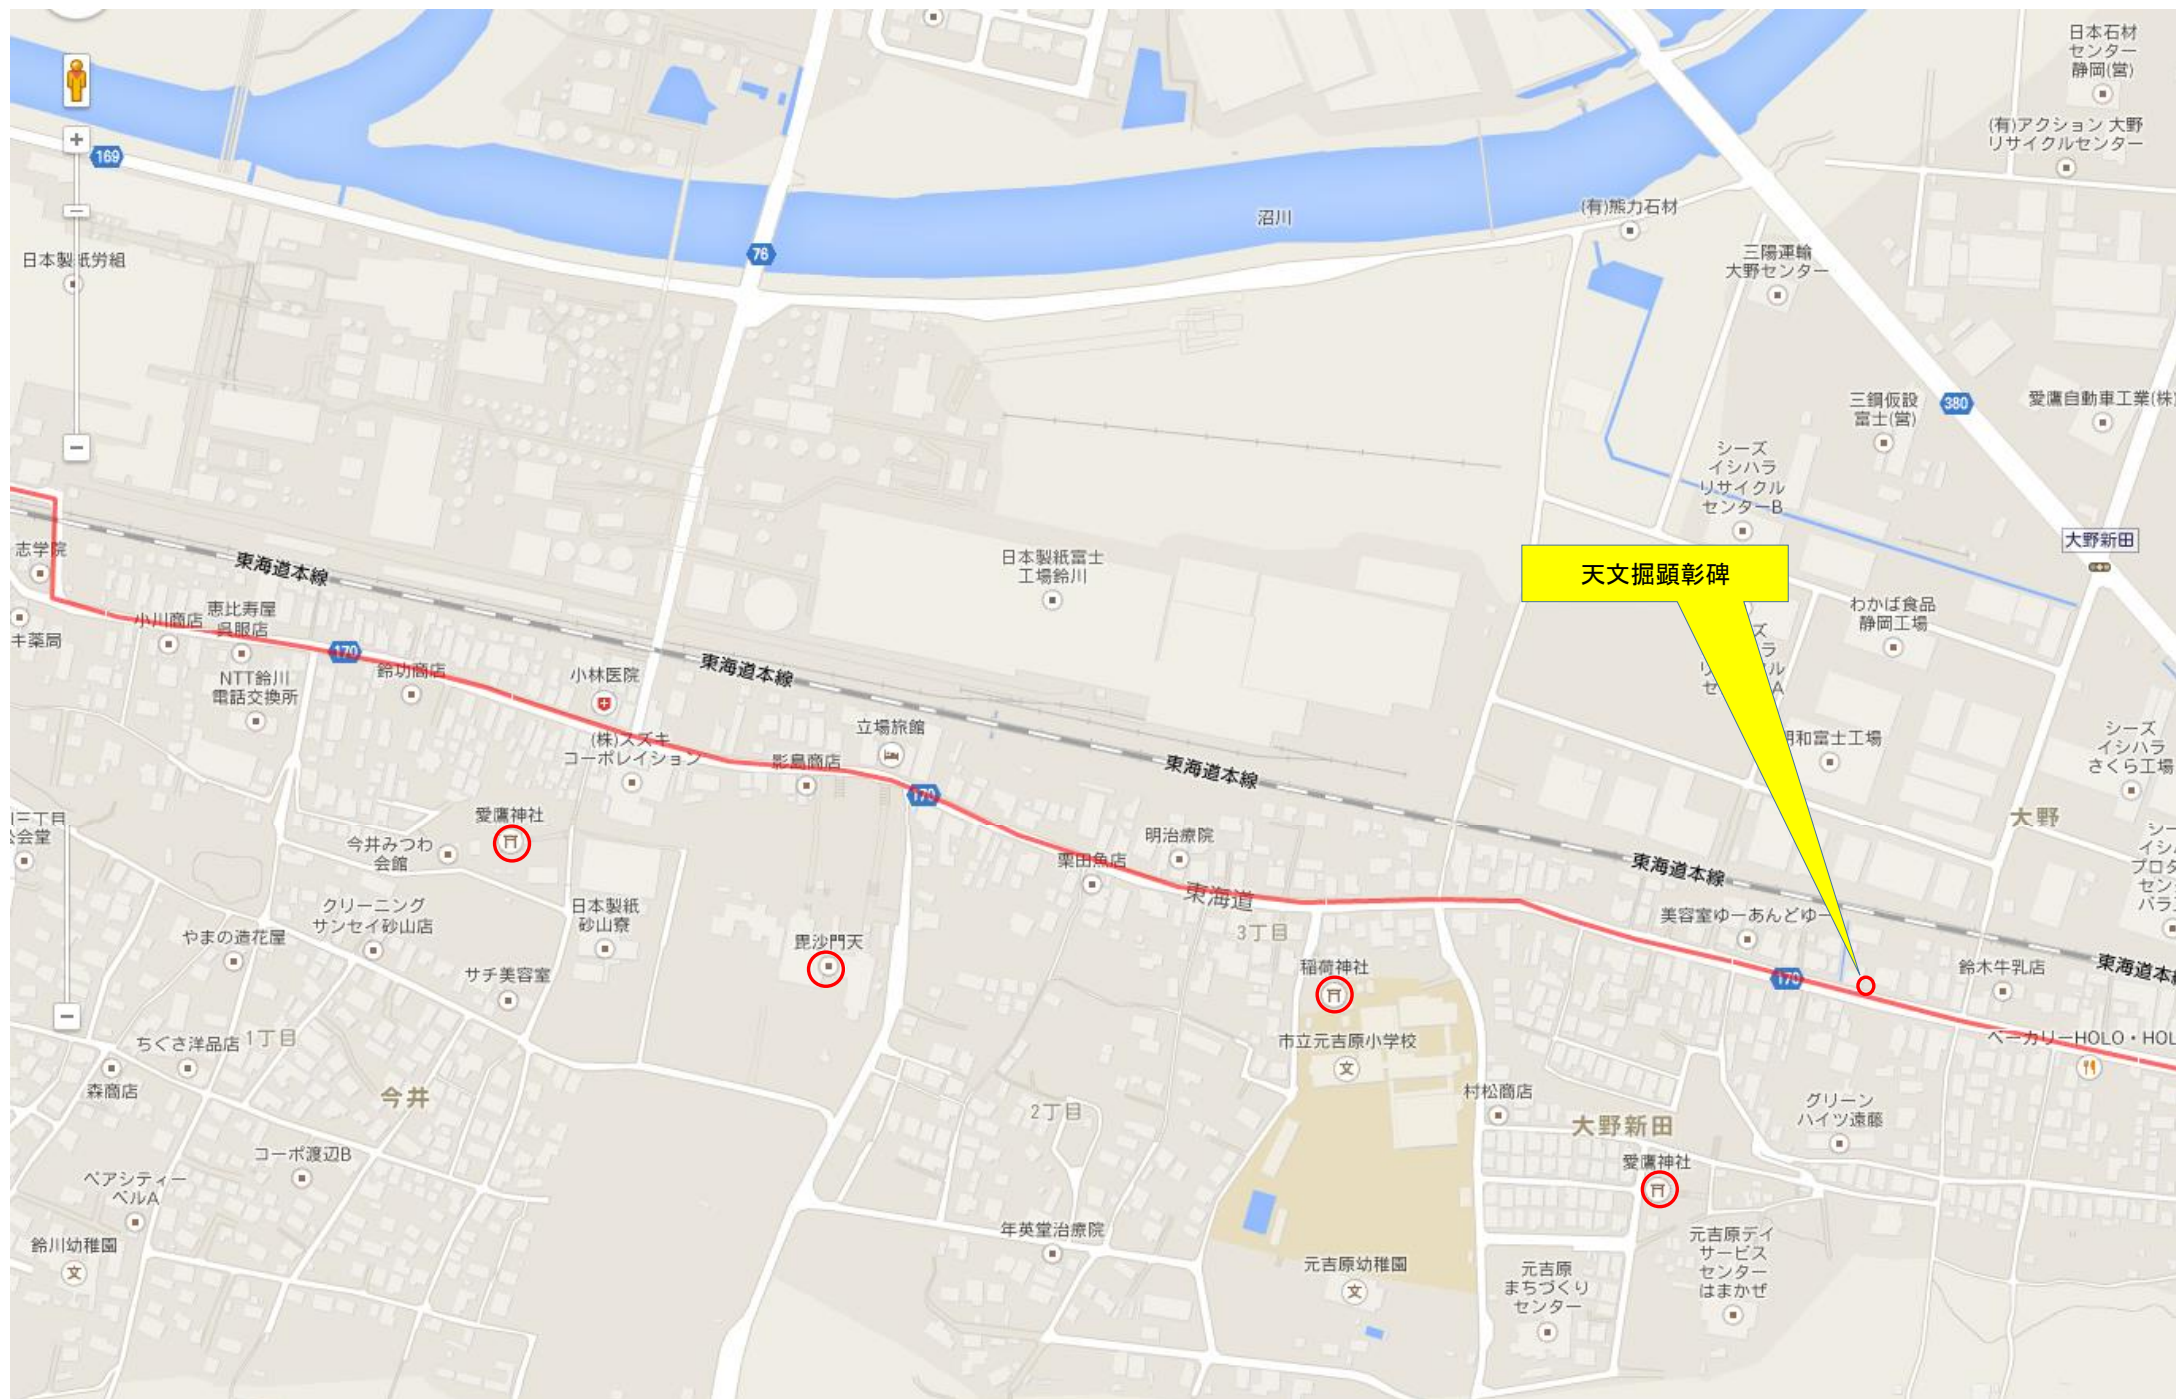 日本石材
センター
静岡(営)
(有)アクション 大野
リサイクルセンター
169
沼川
(有)熊力石材
76
三陽運輸
大野センター
日本製紙労組
三鋼仮設
富士(営)
380
愛鷹自動車工業(株)
シーズ
イシハラ
リサイクル
センターB
大野新田
志学院
東海道本線
日本製紙富士
工場鈴川
天文掘顕彰碑
わかば食品
静岡工場
キ薬局
小川商店
恵比寿屋
呉服店
170
NTT鈴川
電話交換所
鈴功商店
小林医院
東海道本線
(株)スズキ
コーポレイション
立場旅館
影島商店
170
東海道本線
明和富士工場
シーズ
イシハラ
さくら工場
大野
三丁目
会堂
愛鷹神社
今井みつわ
会館
明治療院
栗田魚店
東海道
東海道本線
クリーニング
サンセイ砂山店
日本製紙
砂山寮
やまの造花屋
毘沙門天
3丁目
美容室ゆーあんどゆー
サチ美容室
稲荷神社
170
鈴木牛乳店
東海道本線
ちぐさ洋品店
1丁目
市立元吉原小学校
文
ベーカリーHOLO・HOL
森商店
今井
2丁目
村松商店
大野新田
グリーン
ハイツ遠藤
コーポ渡辺B
愛鷹神社
ペアシティー
ベルA
年英堂治療院
鈴川幼稚園
文
元吉原幼稚園
文
元吉原
まちづくり
センター
元吉原デイ
サービス
センター
はまかぜ